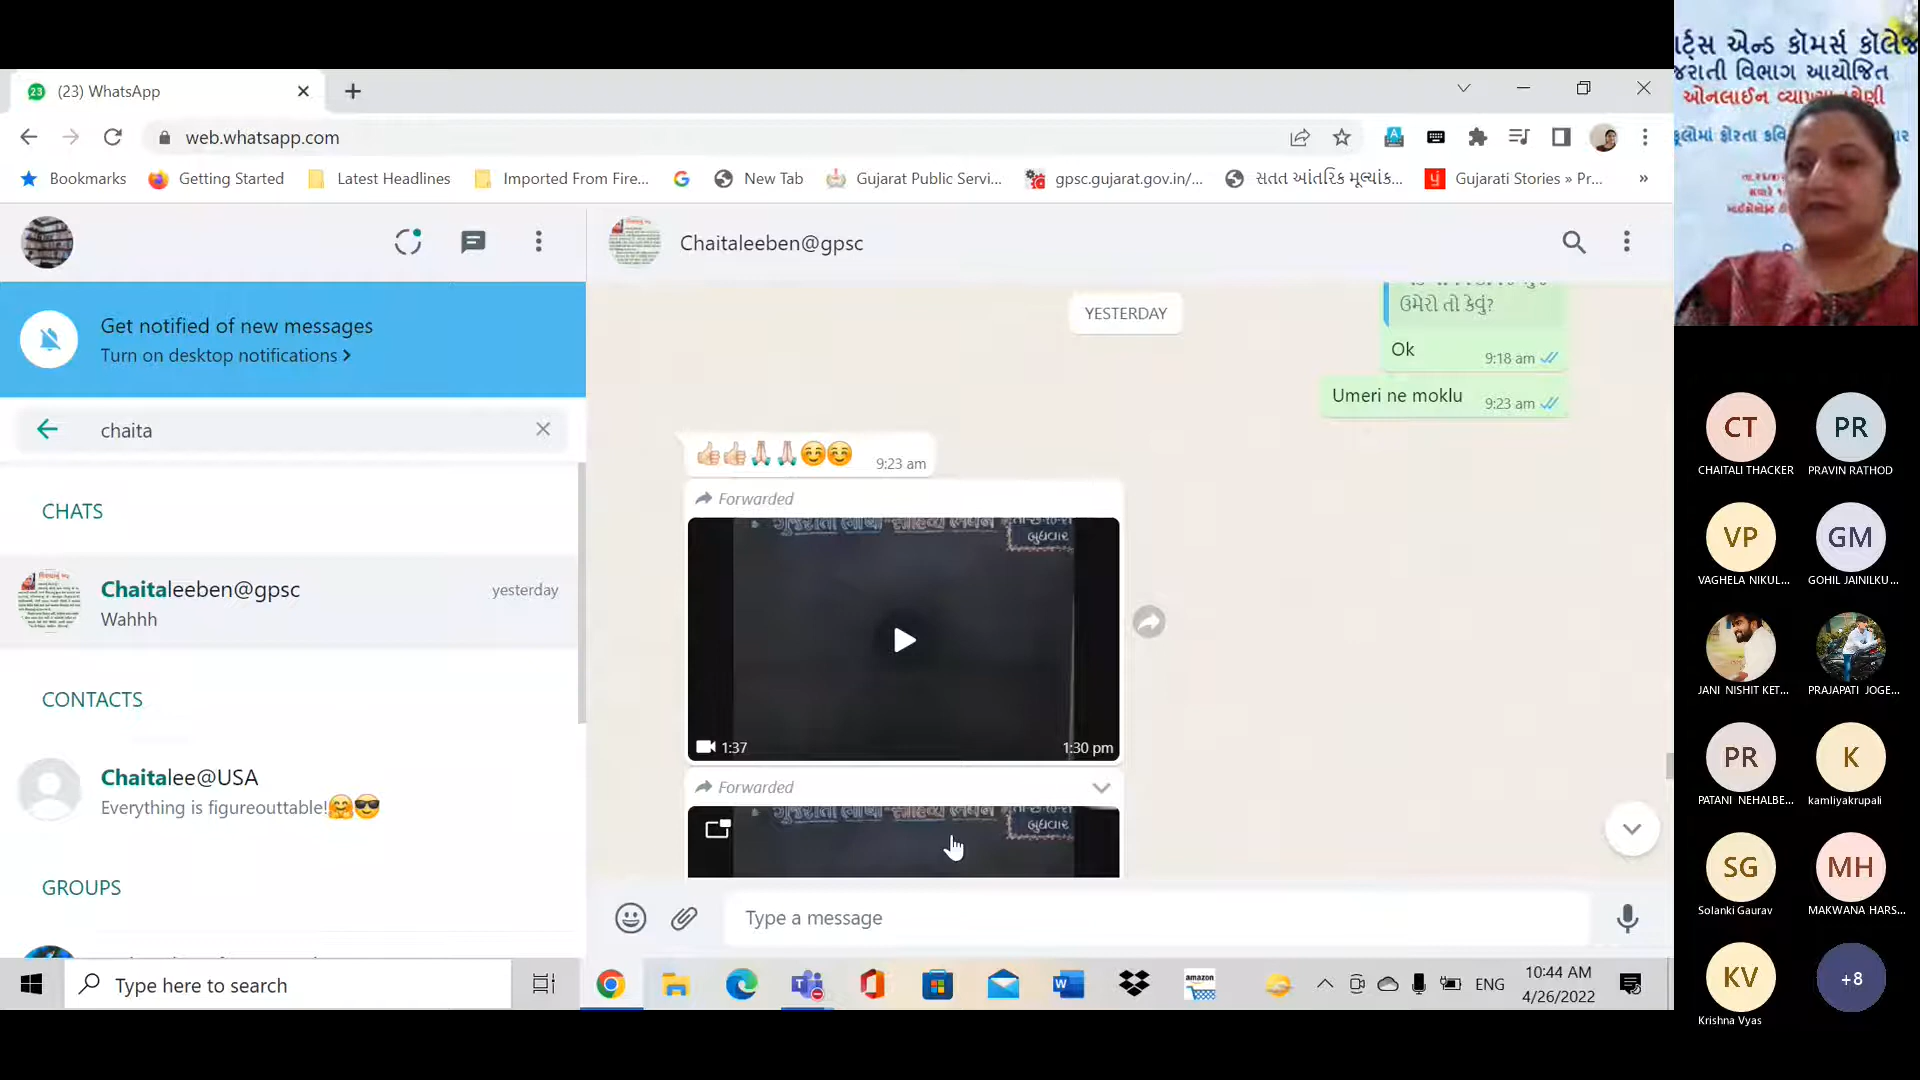 (23) WhatsApp
web.whatsapp.com
Bookmarks
Getting Started
Latest Headlines
Imported From Fire...
New Tab
Gujarat Public Servi...
gpsc.gujarat.gov.in/...
સતત આંતરિક મૂલ્યાંક...
Gujarati Stories » Pr...
»
Chaitaleeben@gpsc
Get notified of new messages
Turn on desktop notifications
chaita
CHATS
Chaitaleeben@gpsc
yesterday
Wahhh
CONTACTS
Chaitalee@USA
Everything is figureouttable!🤗😎
GROUPS
YESTERDAY
ઉમેરો તો કેવું?
Ok
9:18 am
Umeri ne moklu
9:23 am
👍🏻👍🏻🙏🏻🙏🏻☺️☺️
9:23 am
Forwarded
ગુજરાતી ભાષા સાહિત્ય ભવન
બુધવાર
1:37
1:30 pm
Forwarded
ગુજરાતી ભાષા સાહિત્ય ભવન
બુધવાર
Type a message
Type here to search
amazon
ENG
10:44 AM
4/26/2022
ર્ટ્સ એન્ડ કૉમર્સ કૉલેજ
જરાતી વિભાગ આયોજિત
ઓનલાઈન
CT
CHAITALI THACKER
PR
PRAVIN RATHOD
VP
VAGHELA NIKUL...
GM
GOHIL JAINILKU...
JANI NISHIT KET...
PRAJAPATI JOGE...
PR
PATANI NEHALBE...
K
kamliyakrupali
SG
Solanki Gaurav
MH
MAKWANA HARS...
KV
Krishna Vyas
+8